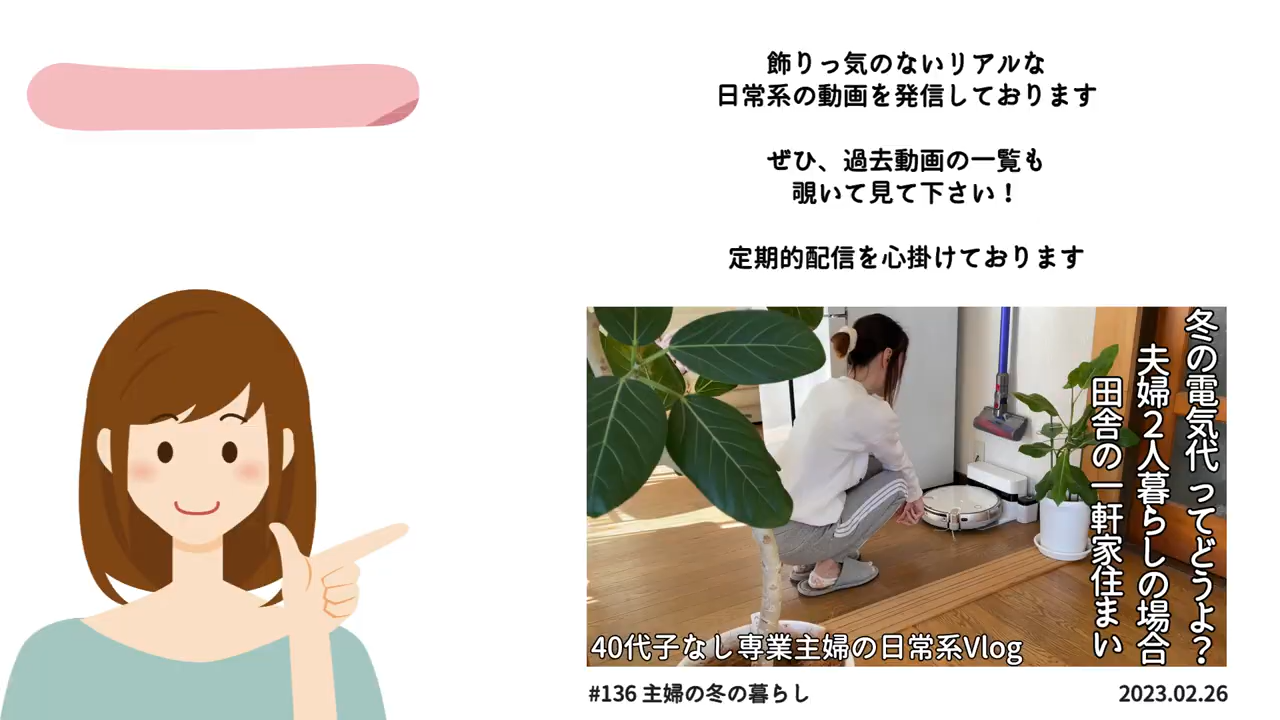 飾りっ気のないリアルな
日常系の動画を発信しております
ぜひ、過去動画の一覧も
覗いて見て下さい！
定期的配信を心掛けております
冬の電気代 ってどうよ？
夫婦２人暮らしの場合
田舎の一軒家住まい
40代子なし専業主婦の日常系Vlog
#136 主婦の冬の暮らし
2023.02.26